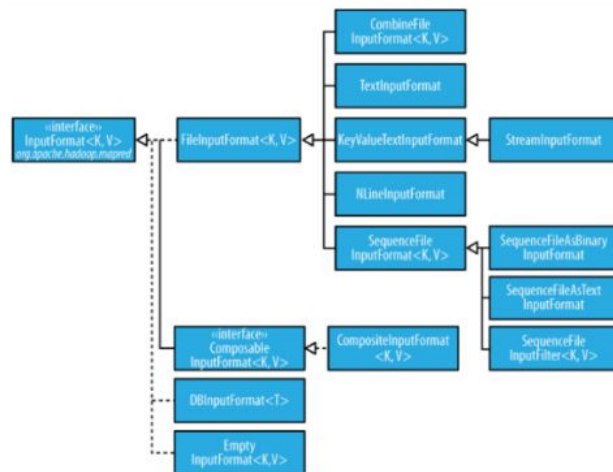 CombineFile
InputFormat<K, V>
TextInputFormat
«interface»
InputFormat<K, V>
org.apache.hadoop.mapred
FileInputFormat<K, V>
KeyValueTextInputFormat
StreamInputFormat
NLineInputFormat
SequenceFile
InputFormat<K, V>
SequenceFileAsBinary
InputFormat
SequenceFileAsText
InputFormat
SequenceFile
InputFilter<K, V>
«interface»
Composable
InputFormat<K, V>
CompositeInputFormat
<K, V>
DBInputFormat<T>
Empty
InputFormat<K,V>